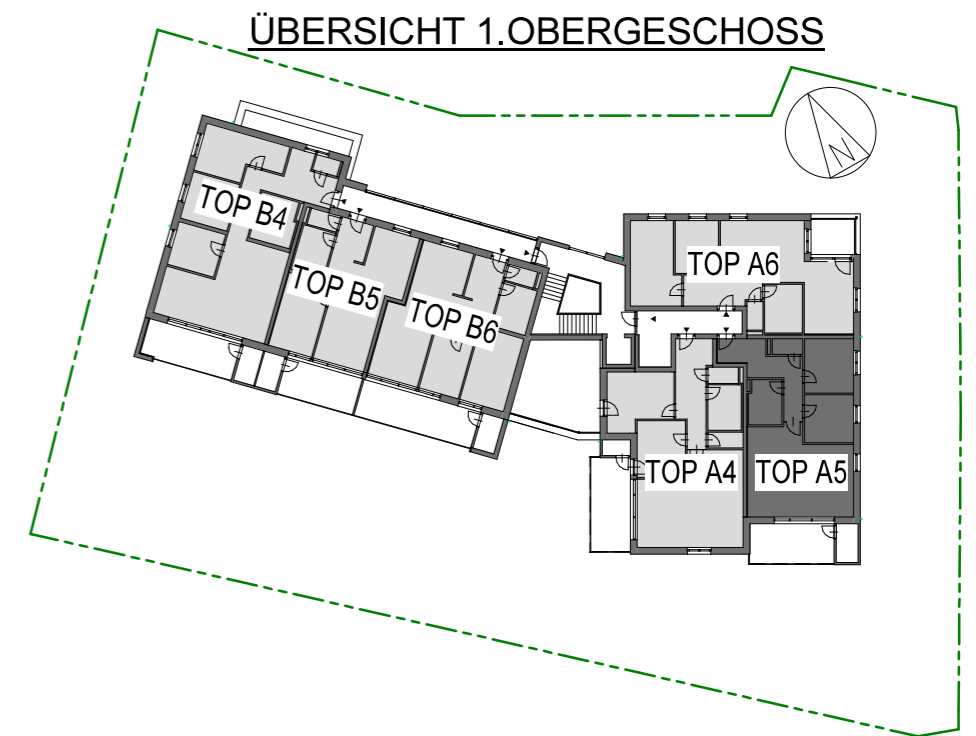 ÜBERSICHT 1.OBERGESCHOSS
N
TOP B4
TOP B5
TOP B6
TOP A6
TOP A4
TOP A5